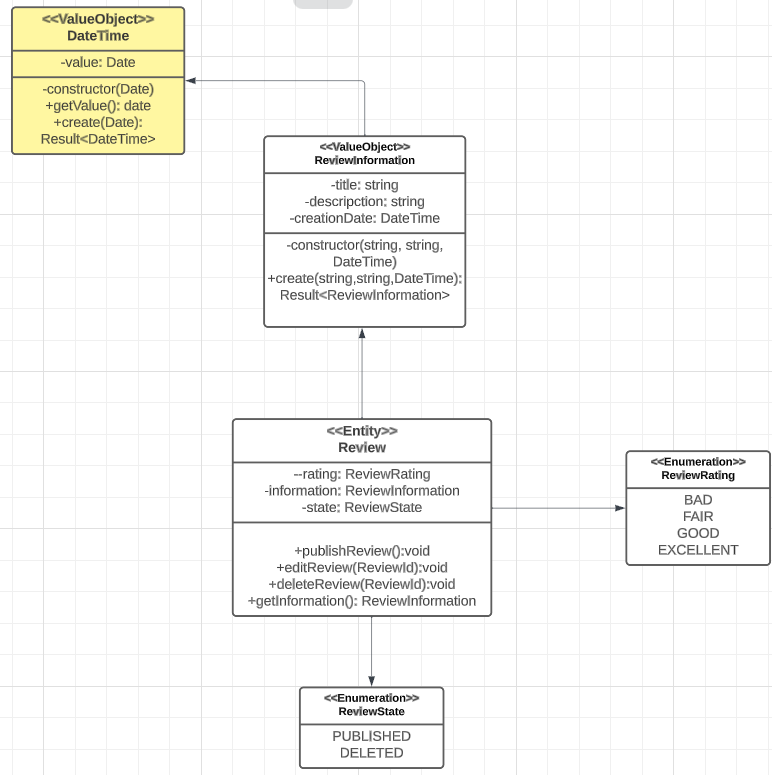 <<ValueObject>>
DateTime
-value: Date
-constructor(Date)
+getValue(): date
+create(Date):
Result<DateTime>
<<ValueObject>>
ReviewInformation
-title: string
-descripction: string
-creationDate: DateTime
-constructor(string, string,
DateTime)
+create(string,string,DateTime):
Result<ReviewInformation>
<<Entity>>
Review
--rating: ReviewRating
-information: ReviewInformation
-state: ReviewState
+publishReview():void
+editReview(ReviewId):void
+deleteReview(ReviewId):void
+getInformation(): ReviewInformation
<<Enumeration>>
ReviewRating
BAD
FAIR
GOOD
EXCELLENT
<<Enumeration>>
ReviewState
PUBLISHED
DELETED